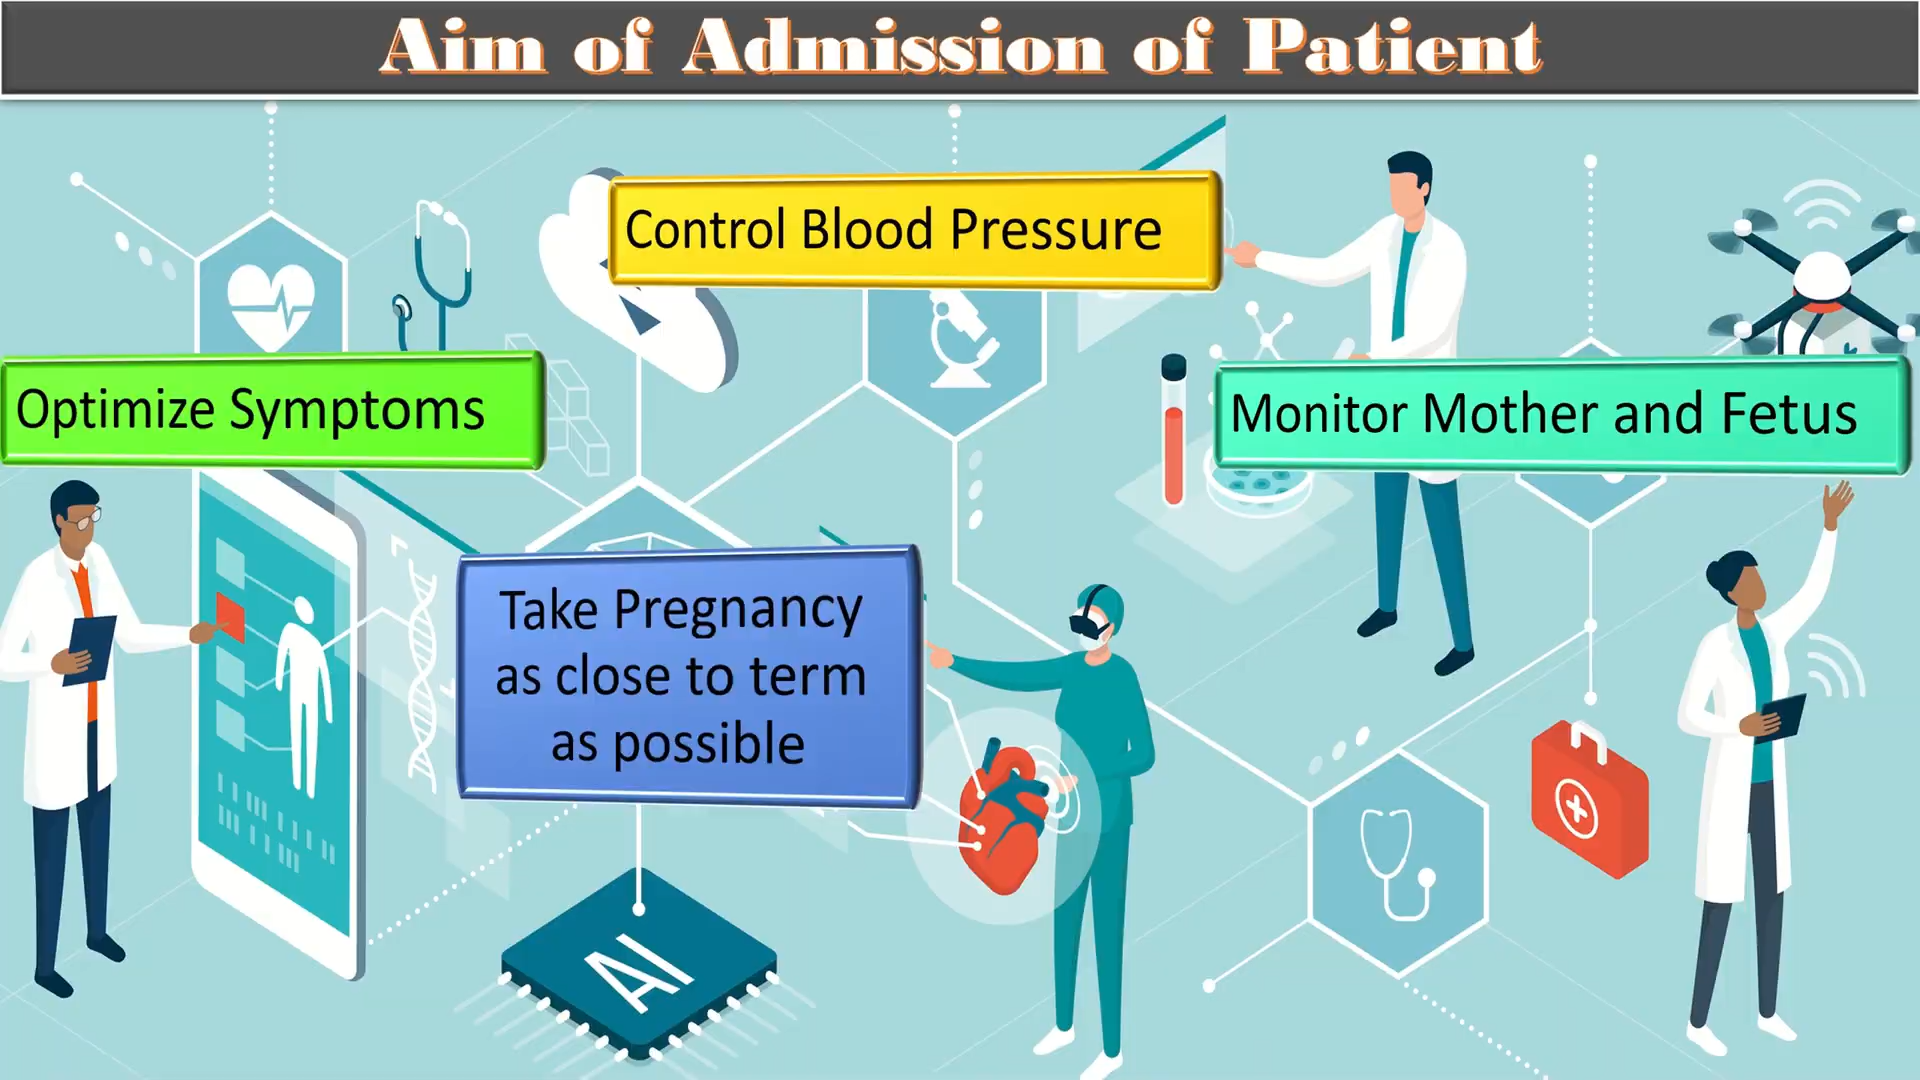 Aim of Admission of Patient
Control Blood Pressure
Optimize Symptoms
Monitor Mother and Fetus
Take Pregnancy
as close to term
as possible
AI